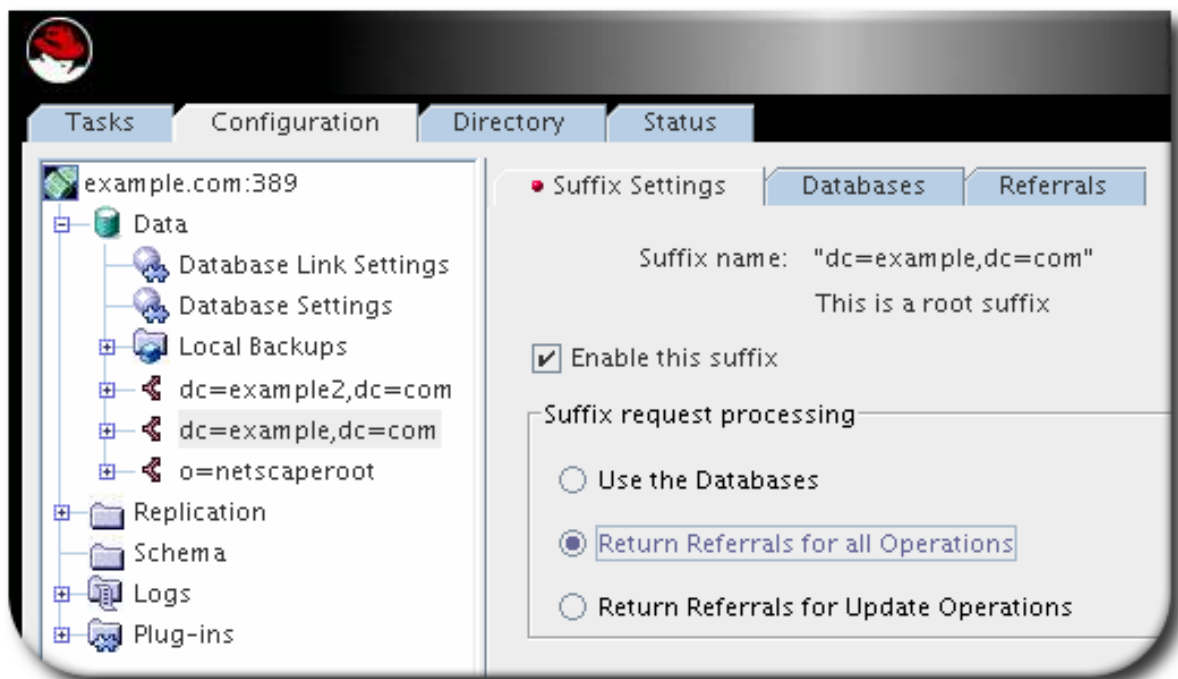 Tasks
Configuration
Directory
Status
example.com:389
Data
Database Link Settings
Database Settings
Local Backups
dc=example2,dc=com
dc=example,dc=com
o=netscaperoot
Replication
Schema
Logs
Plug-ins
Suffix Settings
Databases
Referrals
Suffix name: "dc=example,dc=com"
This is a root suffix
Enable this suffix
Suffix request processing
Use the Databases
Return Referrals for all Operations
Return Referrals for Update Operations